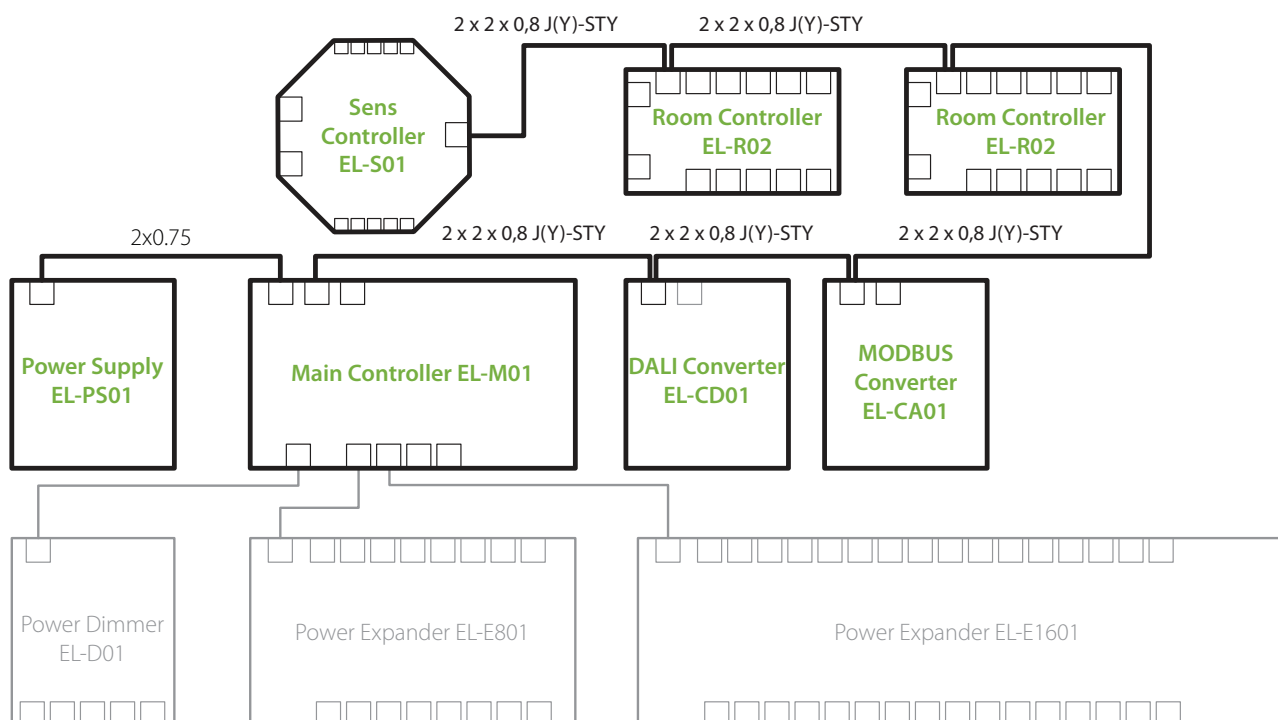 2 x 2 x 0,8 J(Y)-STY
2 x 2 x 0,8 J(Y)-STY
Sens
Controller
EL-S01
Room Controller
EL-R02
Room Controller
EL-R02
2x0.75
2 x 2 x 0,8 J(Y)-STY
2 x 2 x 0,8 J(Y)-STY
2 x 2 x 0,8 J(Y)-STY
Power Supply
EL-PS01
Main Controller EL-M01
DALI Converter
EL-CD01
MODBUS
Converter
EL-CA01
Power Dimmer
EL-D01
Power Expander EL-E801
Power Expander EL-E1601